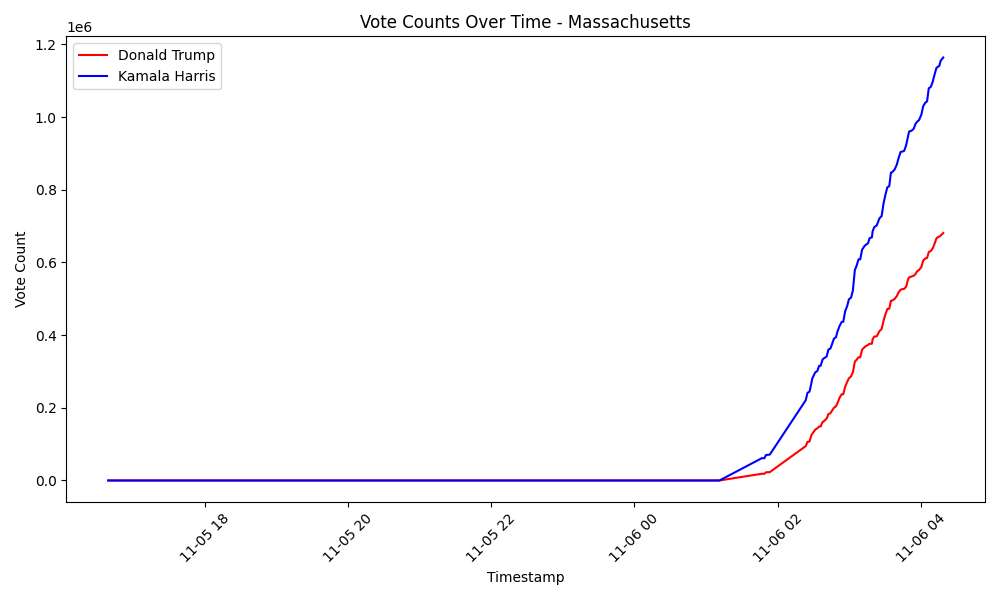 Vote Counts Over Time - Massachusetts
1e6
Donald Trump
Kamala Harris
Vote Count
1.2
1.0
0.8
0.6
0.4
0.2
0.0
11-05 18
11-05 20
11-05 22
11-06 00
11-06 02
11-06 04
Timestamp